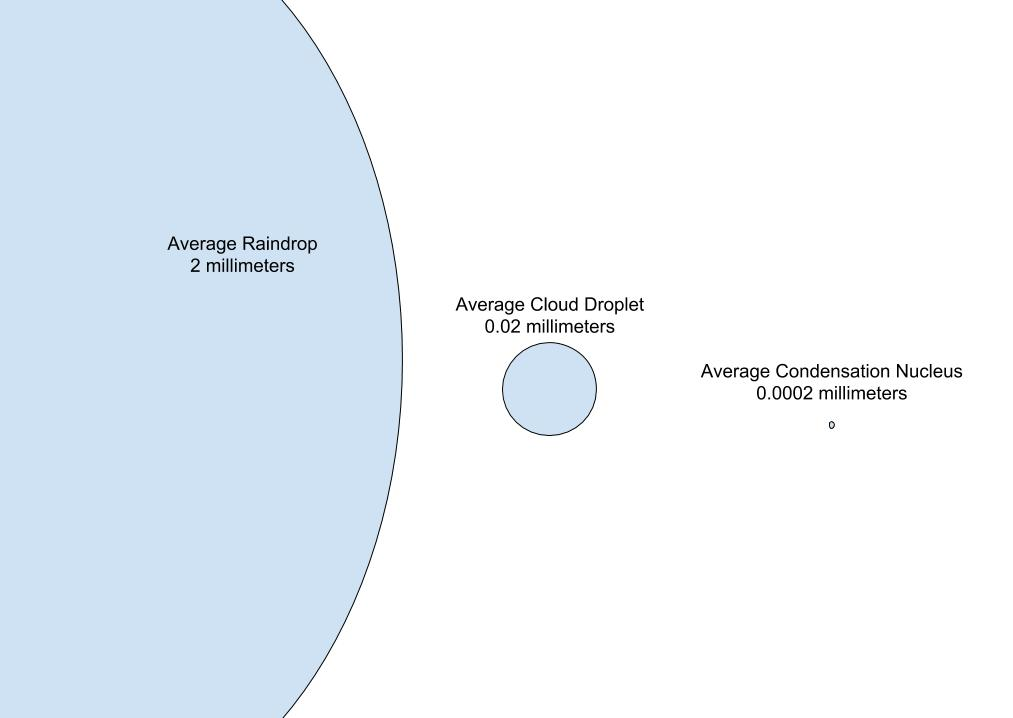 Average Raindrop
2 millimeters
Average Cloud Droplet
0.02 millimeters
Average Condensation Nucleus
0.0002 millimeters